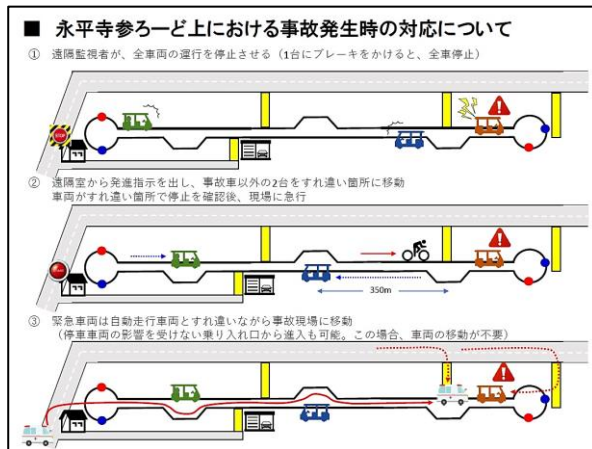 ■ 永平寺参ろーど上における事故発生時の対応について
① 遠隔監視者が、全車両の運行を停止させる（1台にブレーキをかけると、全車停止）
STOP
② 遠隔室から発進指示を出し、事故車以外の2台をすれ違い箇所に移動
車両がすれ違い箇所で停止を確認後、現場に急行
350m
③ 緊急車両は自動走行車両とすれ違いながら事故現場に移動
（停車車両の影響を受けない乗り入れ口から進入も可能。この場合、車両の移動が不要）